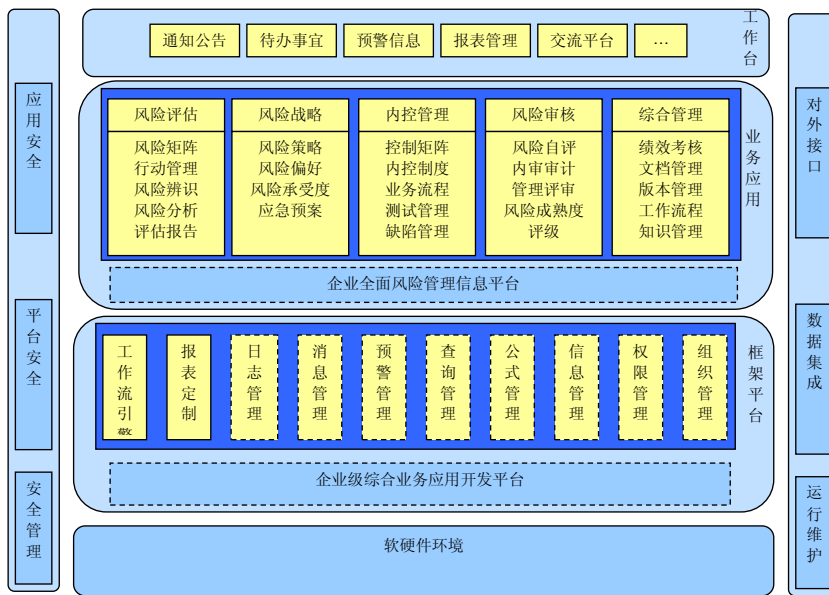 通知公告
待办事宜
预警信息
报表管理
交流平台
…
工作台
应用安全
平台安全
安全管理
风险评估
风险矩阵
行动管理
风险辨识
风险分析
评估报告
风险战略
风险策略
风险偏好
风险承受度
应急预案
内控管理
控制矩阵
内控制度
业务流程
测试管理
缺陷管理
风险审核
风险自评
内审审计
管理评审
风险成熟度
评级
综合管理
绩效考核
文档管理
版本管理
工作流程
知识管理
业务应用
企业全面风险管理信息平台
工作流引擎
报表定制
日志管理
消息管理
预警管理
查询管理
公式管理
信息管理
权限管理
组织管理
框架平台
企业级综合业务应用开发平台
软硬件环境
对外接口
数据集成
运行维护